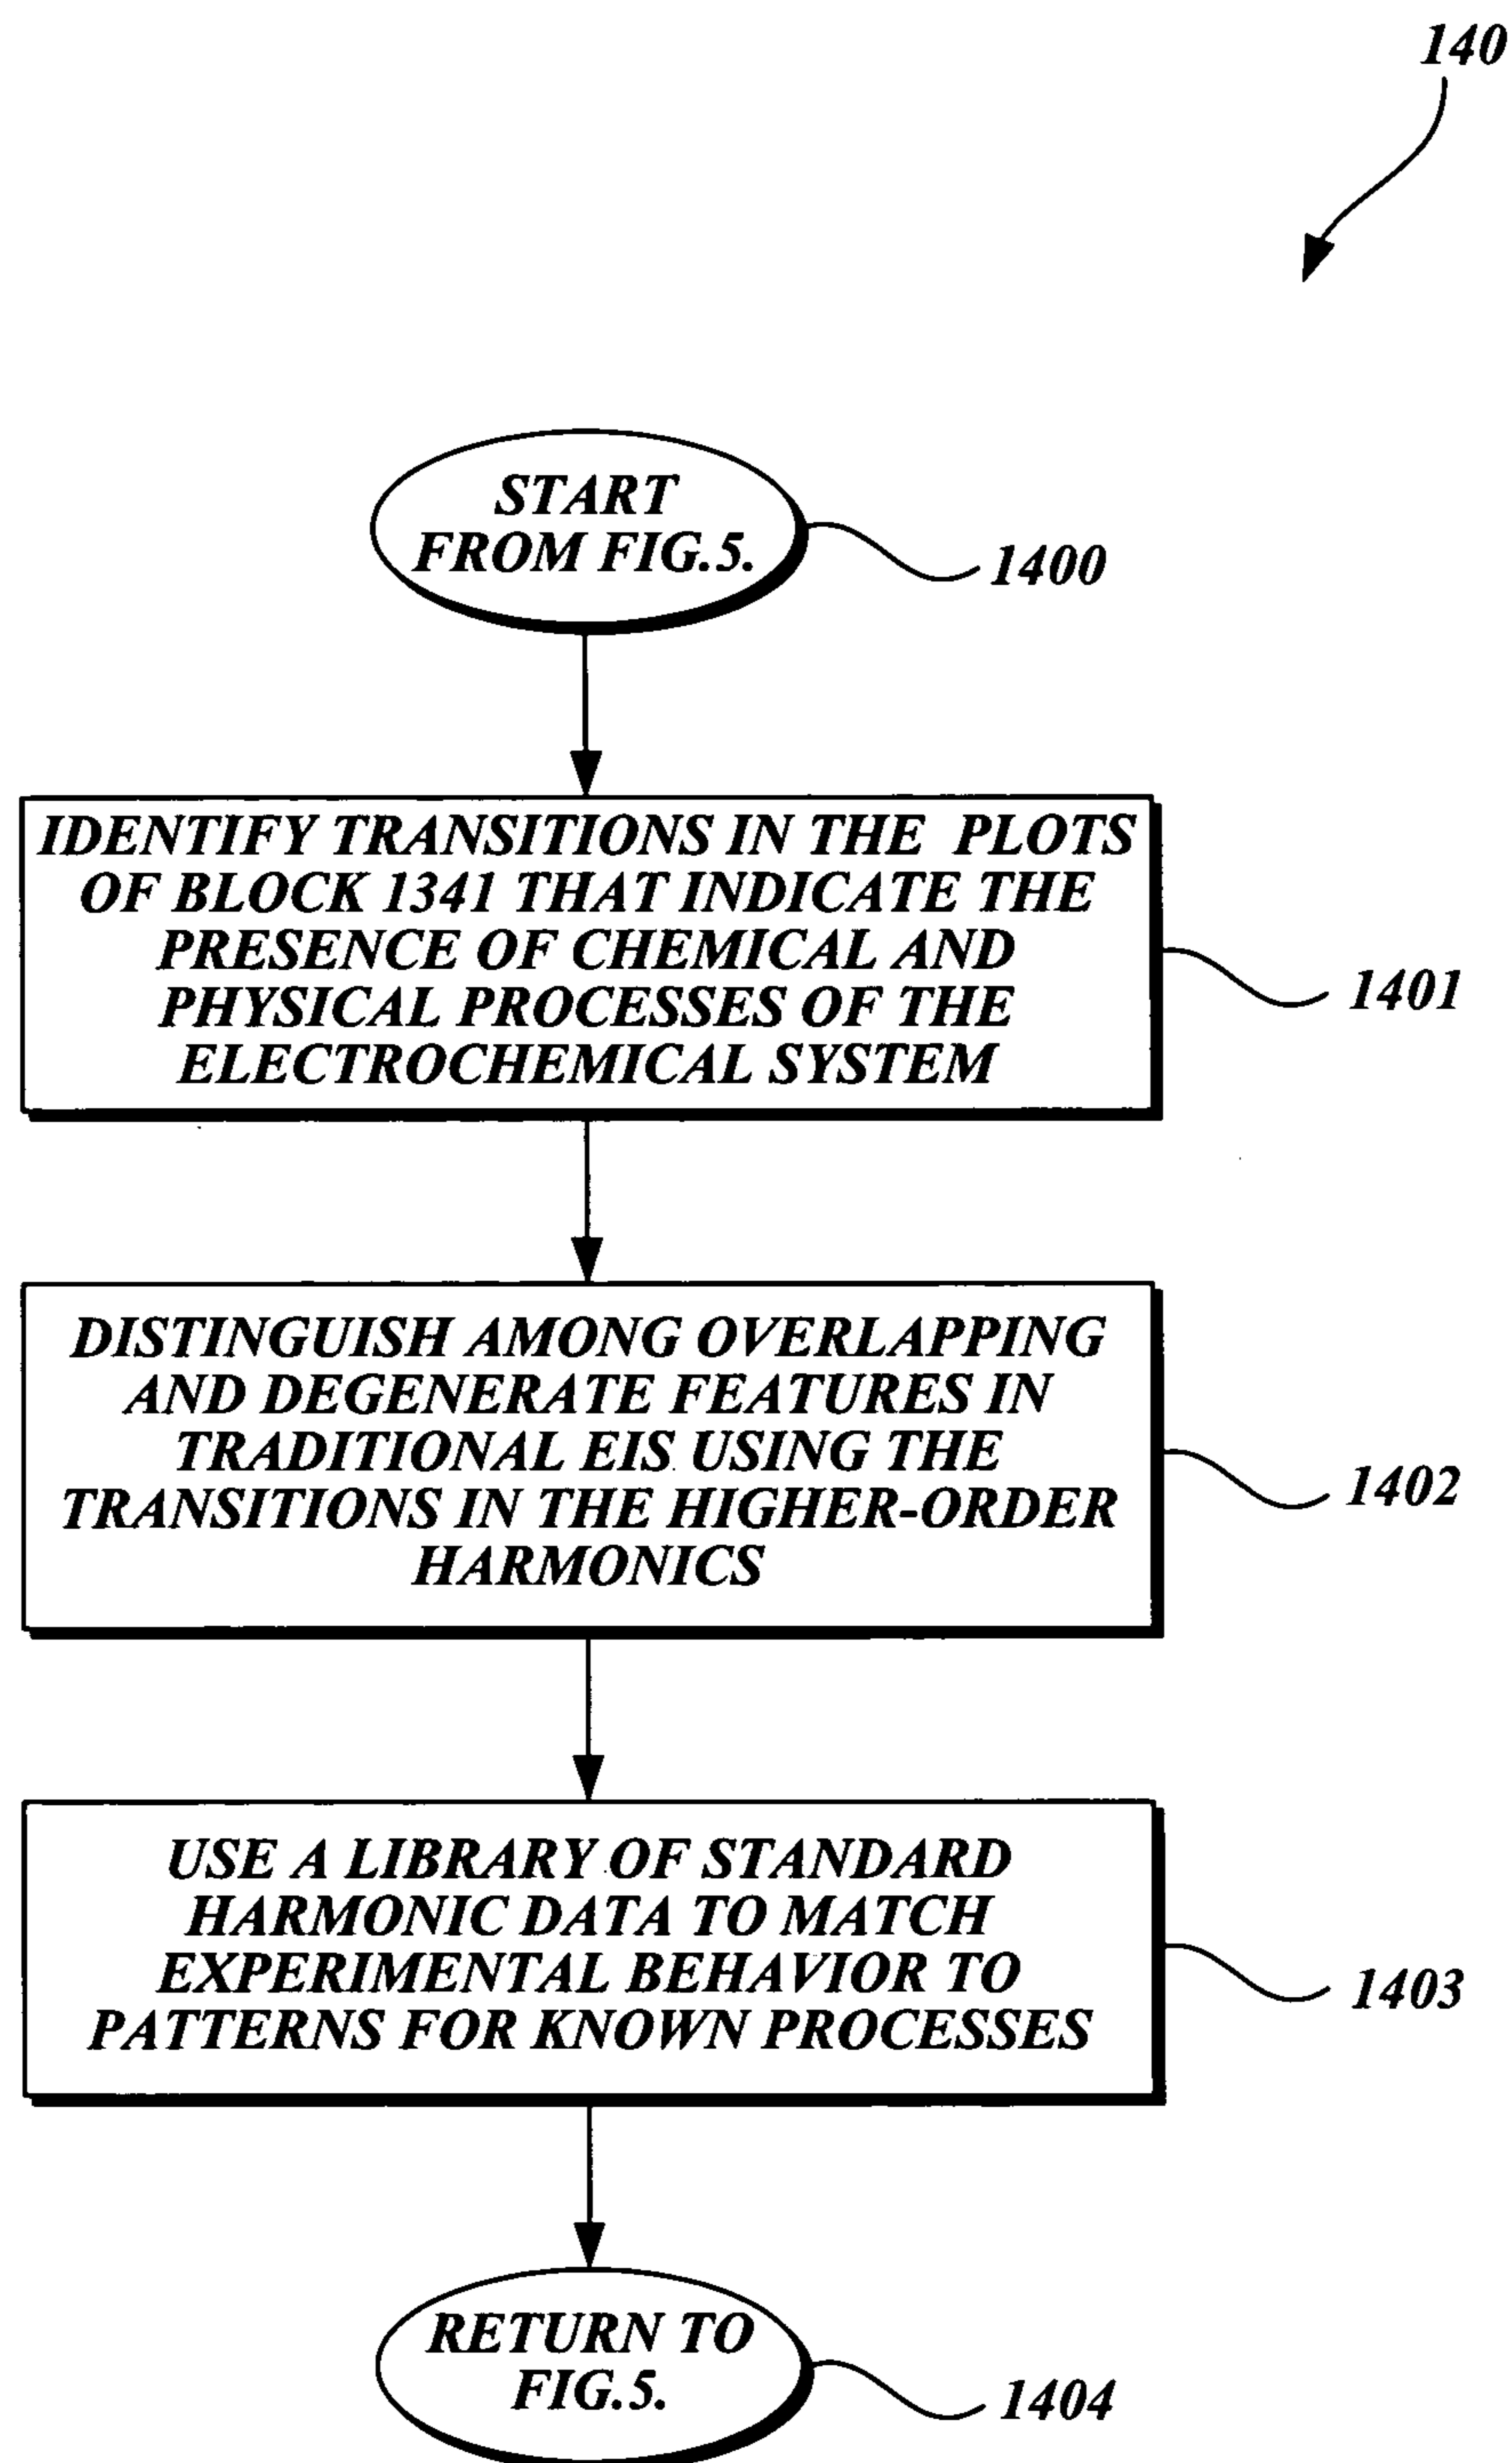 140
START
FROM FIG.5.
1400
IDENTIFY TRANSITIONS IN THE PLOTS
OF BLOCK 1341 THAT INDICATE THE
PRESENCE OF CHEMICAL AND
PHYSICAL PROCESSES OF THE
ELECTROCHEMICAL SYSTEM
1401
DISTINGUISH AMONG OVERLAPPING
AND DEGENERATE FEATURES IN
TRADITIONAL EIS USING THE
TRANSITIONS IN THE HIGHER-ORDER
HARMONICS
1402
USE A LIBRARY OF STANDARD
HARMONIC DATA TO MATCH
EXPERIMENTAL BEHAVIOR TO
PATTERNS FOR KNOWN PROCESSES
1403
RETURN TO
FIG.5.
1404